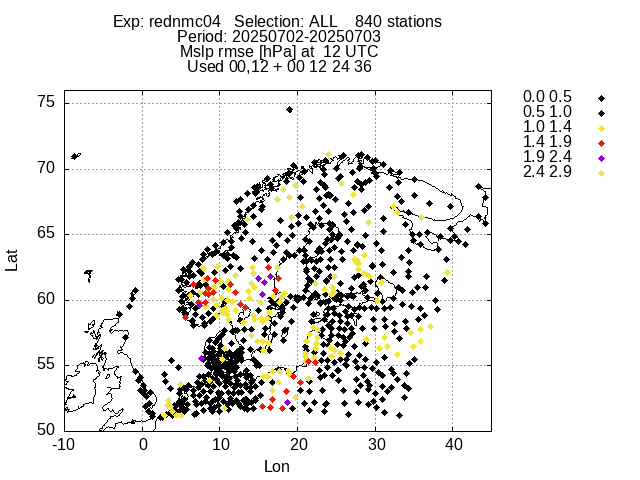 Exp: rednmc04 Selection: ALL 840 stations
Period: 20250702-20250703
Mslp rmse [hPa] at 12 UTC
Used 00,12 + 00 12 24 36
75
70
65
60
55
50
-10 0 10 20 30 40
Lat
Lon
0.0 0.5
0.5 1.0
1.0 1.4
1.4 1.9
1.9 2.4
2.4 2.9